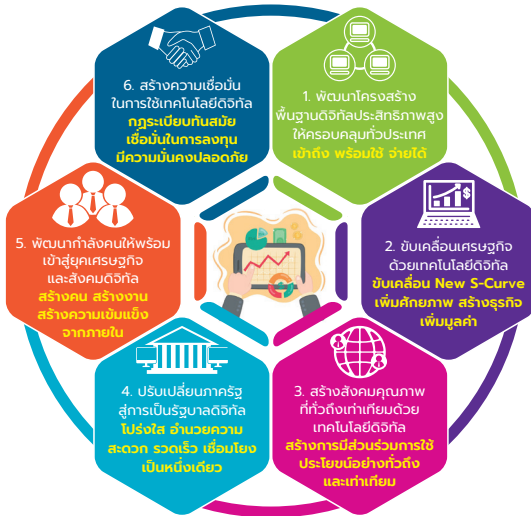 1. พัฒนาโครงสร้าง
พื้นฐานดิจิทัลประสิทธิภาพสูง
ให้ครอบคลุมทั่วประเทศ
เข้าถึง พร้อมใช้ จ่ายได้
2. ขับเคลื่อนเศรษฐกิจ
ด้วยเทคโนโลยีดิจิทัล
ขับเคลื่อน New S-Curve
เพิ่มศักยภาพ สร้างธุรกิจ
เพิ่มมูลค่า
3. สร้างสังคมคุณภาพ
ที่ทั่วถึงเท่าเทียมด้วย
เทคโนโลยีดิจิทัล
สร้างการมีส่วนร่วมการใช้
ประโยชน์อย่างทั่วถึง
และเท่าเทียม
4. ปรับเปลี่ยนภาครัฐ
สู่การเป็นรัฐบาลดิจิทัล
โปร่งใส อำนวยความ
สะดวก รวดเร็ว เชื่อมโยง
เป็นหนึ่งเดียว
5. พัฒนากำลังคนให้พร้อม
เข้าสู่ยุคเศรษฐกิจ
และสังคมดิจิทัล
สร้างคน สร้างงาน
สร้างความเข้มแข็ง
จากภายใน
6. สร้างความเชื่อมั่น
ในการใช้เทคโนโลยีดิจิทัล
กฎระเบียบทันสมัย
เชื่อมั่นในการลงทุน
มีความมั่นคงปลอดภัย